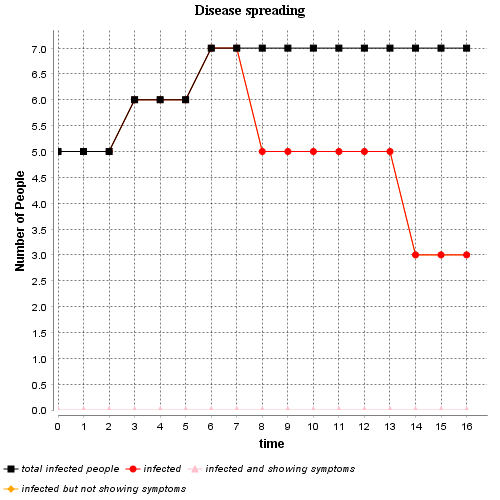 Disease spreading
Number of People
7.0
6.5
6.0
5.5
5.0
4.5
4.0
3.5
3.0
2.5
2.0
1.5
1.0
0.5
0.0
0 1 2 3 4 5 6 7 8 9 10 11 12 13 14 15 16
time
total infected people infected infected and showing symptoms
infected but not showing symptoms